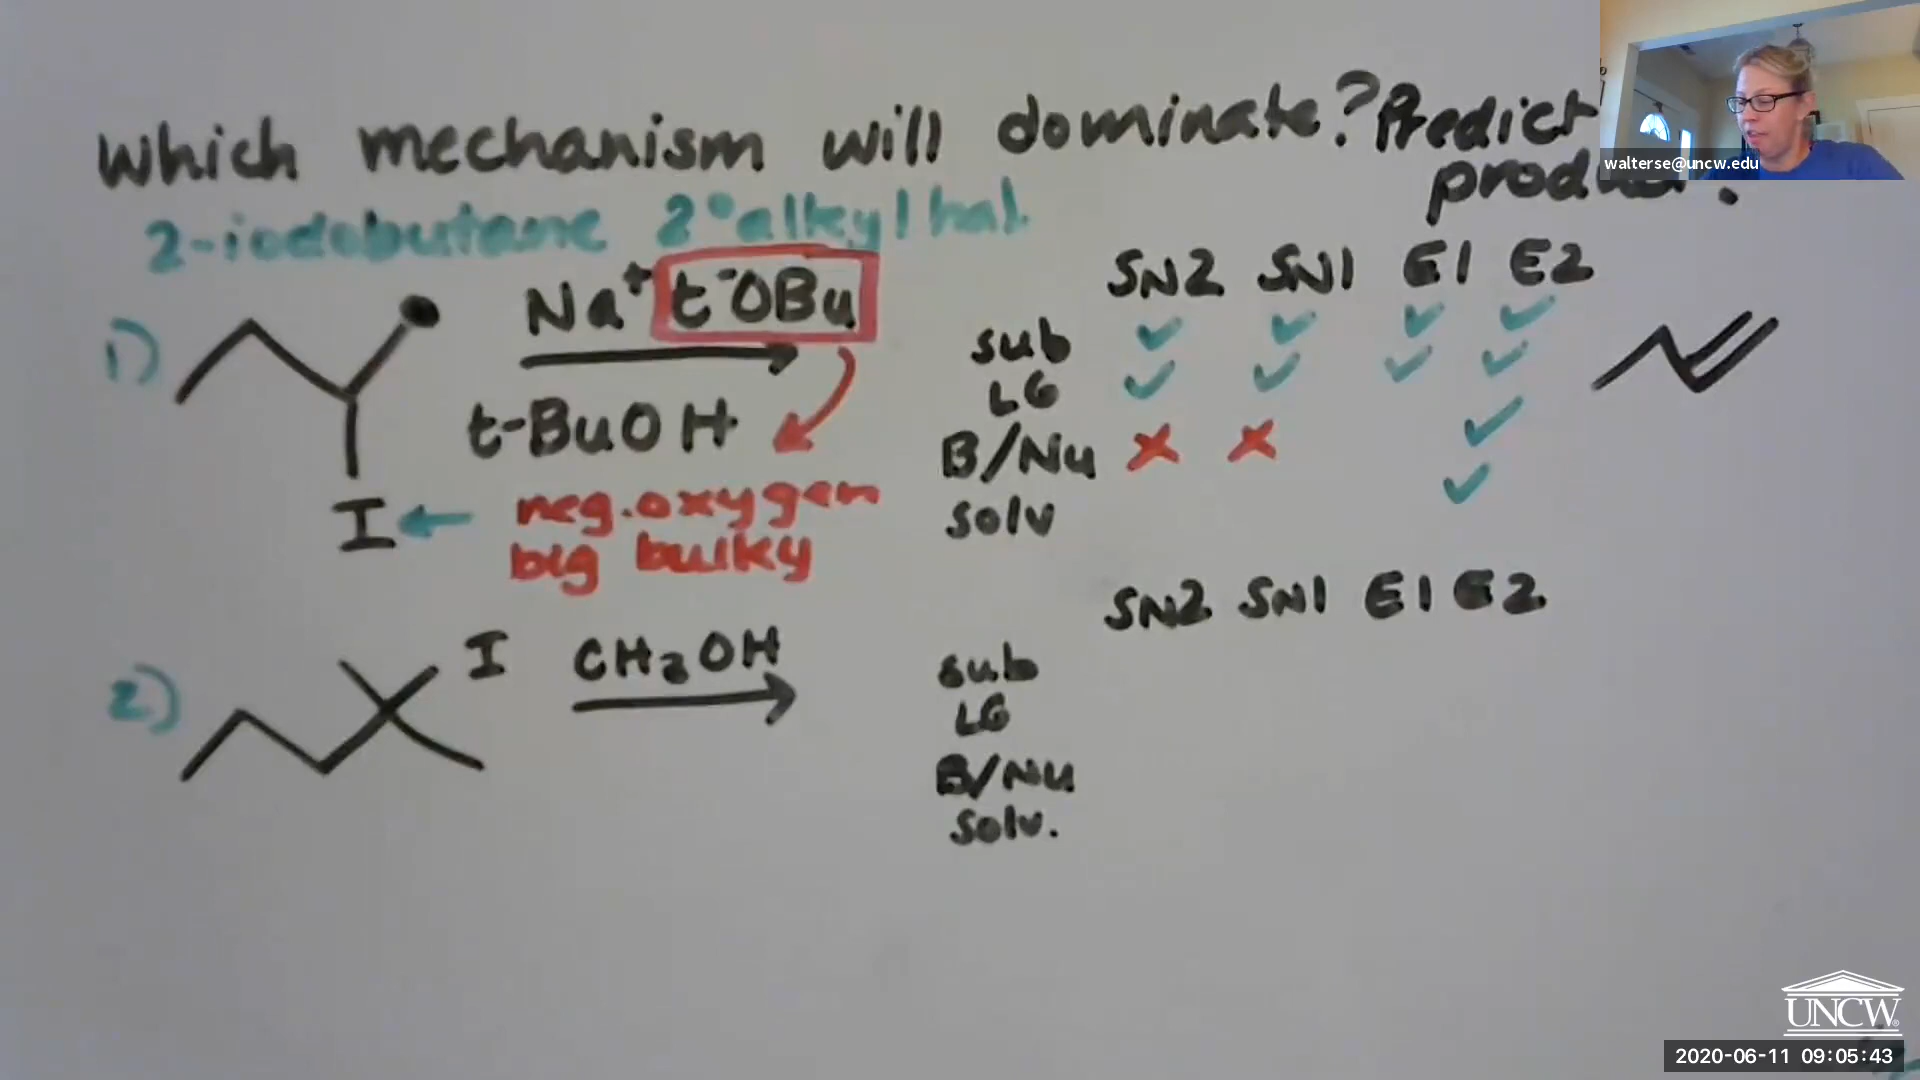 Which mechanism will dominate? Predict
product.
2-iodobutane 2° alkyl hal.
1)
Na+ t-OBu
t-BuOH
I
neg. oxygen
big bulky
SN2 SN1 E1 E2
sub ✓ ✓ ✓ ✓
LG ✓ ✓ ✓ ✓
B/Nu X X ✓
solv ✓
2)
I
CH3OH
SN2 SN1 E1 E2
sub
LG
B/Nu
solv.
walterse@uncw.edu
UNCW
2020-06-11 09:05:43